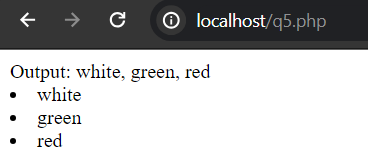 localhost/q5.php
Output: white, green, red
• white
• green
• red